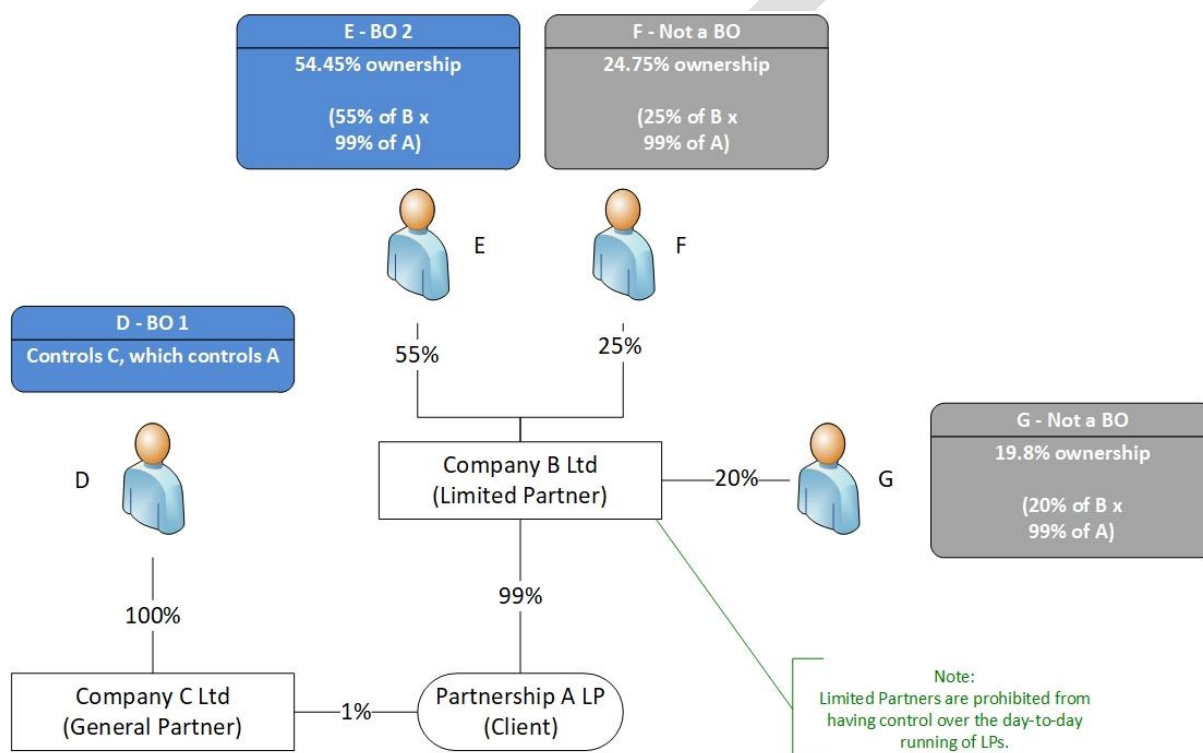 E - BO 2
54.45% ownership
(55% of B x
99% of A)
F - Not a BO
24.75% ownership
(25% of B x
99% of A)
E
F
D - BO 1
Controls C, which controls A
55%
25%
D
Company B Ltd
(Limited Partner)
20%
G
G - Not a BO
19.8% ownership
(20% of B x
99% of A)
100%
99%
Company C Ltd
(General Partner)
1%
Partnership A LP
(Client)
Note:
Limited Partners are prohibited from
having control over the day-to-day
running of LPs.